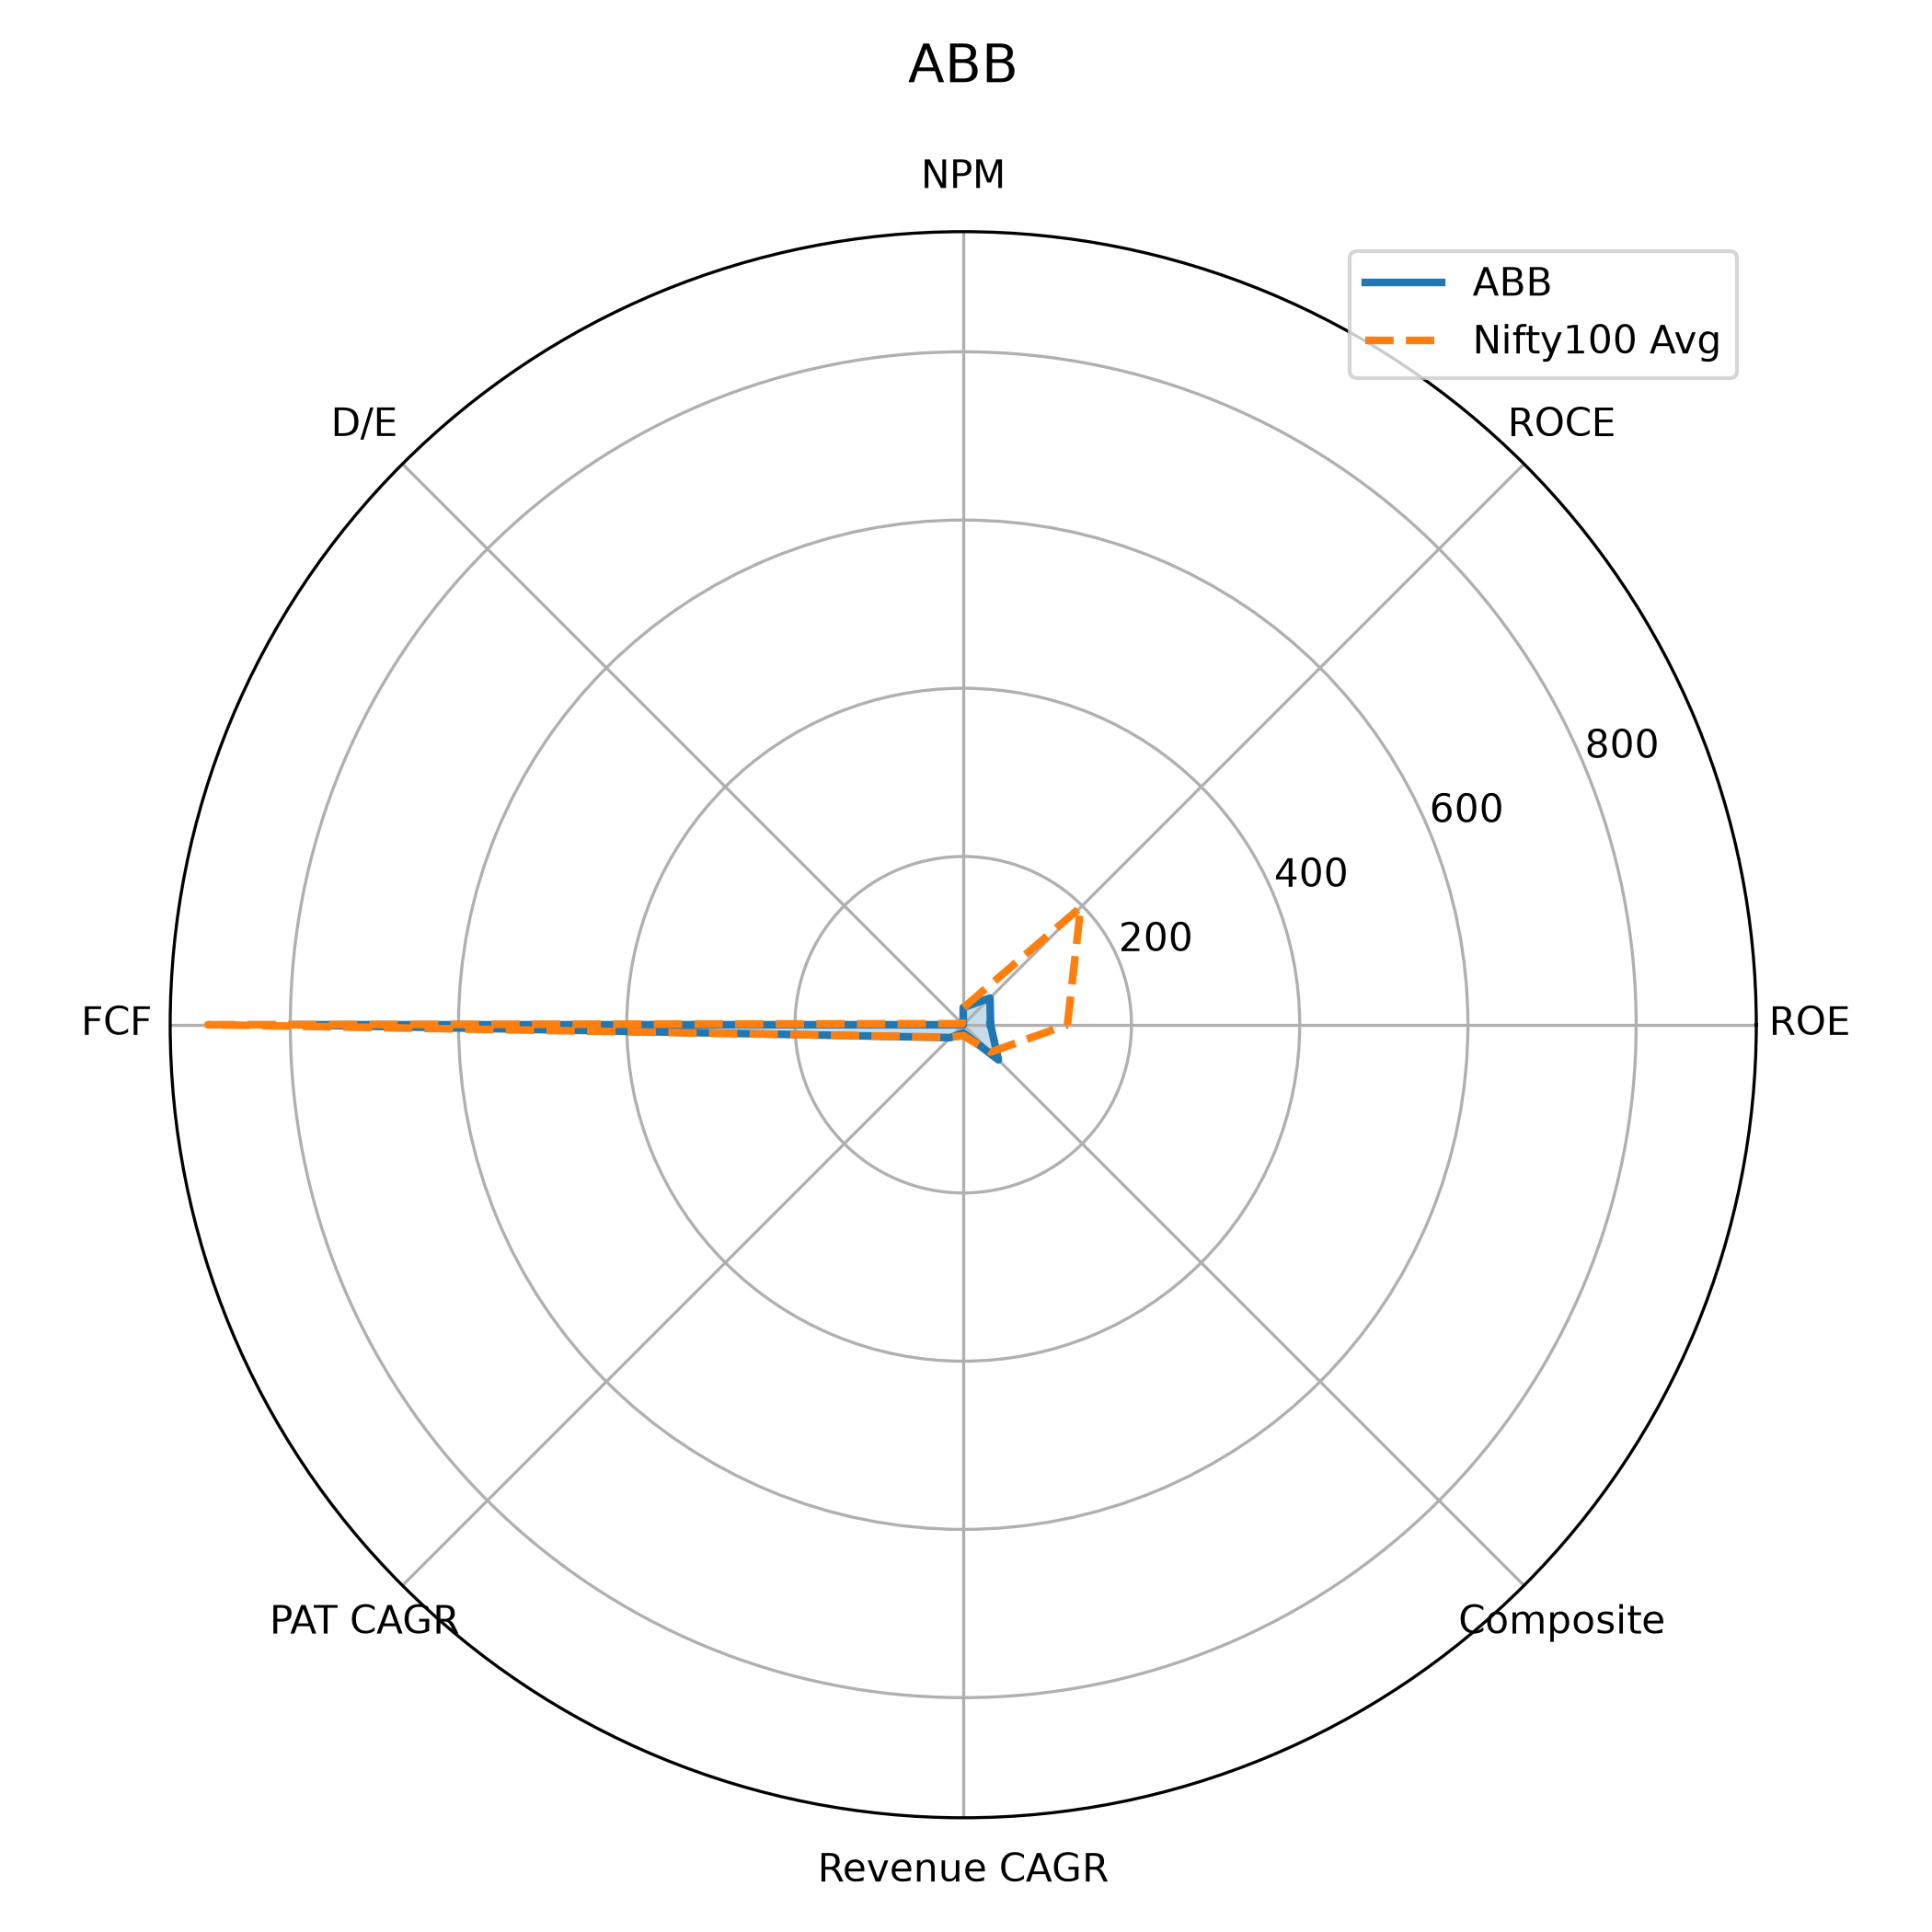 ABB
NPM
ABB
Nifty100 Avg
D/E
ROCE
800
600
400
200
FCF
ROE
PAT CAGR
Composite
Revenue CAGR